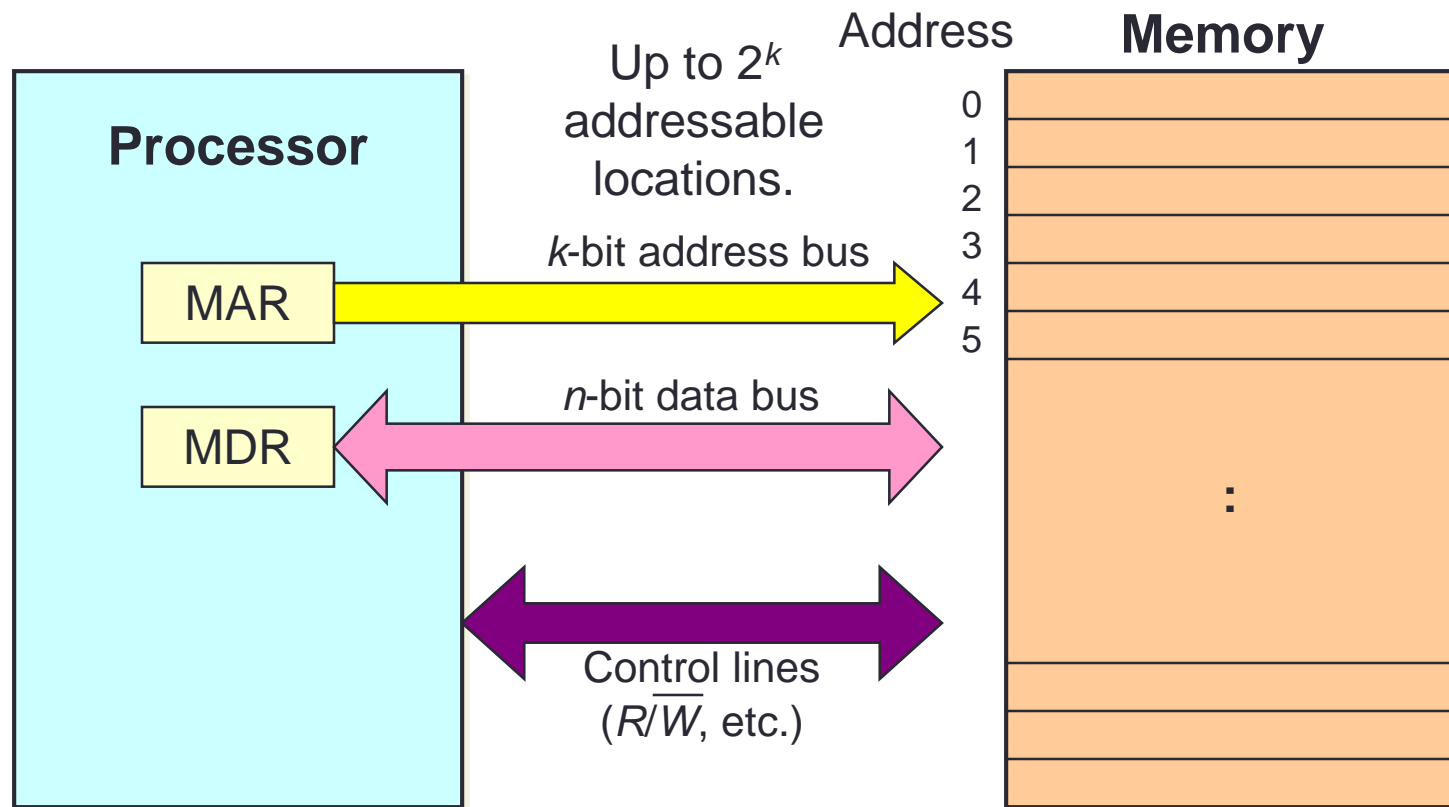 Address
Memory
Up to 2ᵏ
addressable
locations.
Processor
0
1
2
3
4
5
k-bit address bus
MAR
n-bit data bus
MDR
:
Control lines
(R/W̅, etc.)